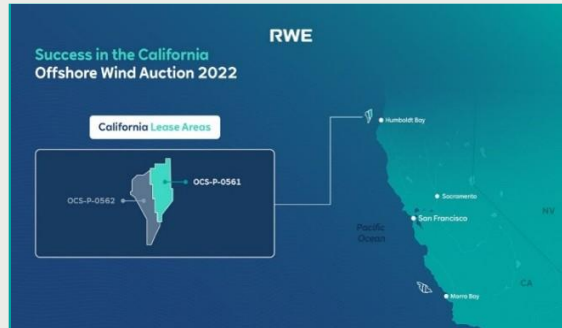 RWE
Success in the California
Offshore Wind Auction 2022
California Lease Areas
OCS-P-0561
OCS-P-0562
Humboldt Bay
Sacramento
San Francisco
Pacific
Ocean
NV
CA
Morro Bay